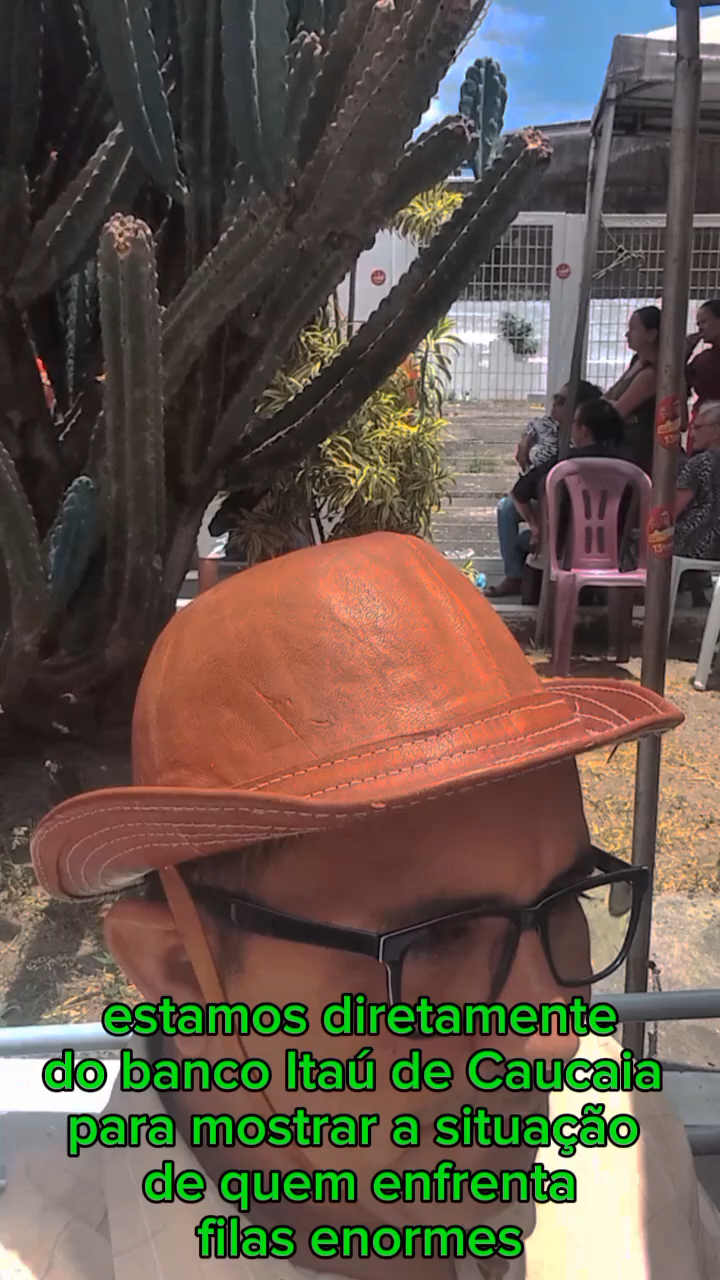 estamos diretamente
do banco Itaú de Caucaia
para mostrar a situação
de quem enfrenta
filas enormes